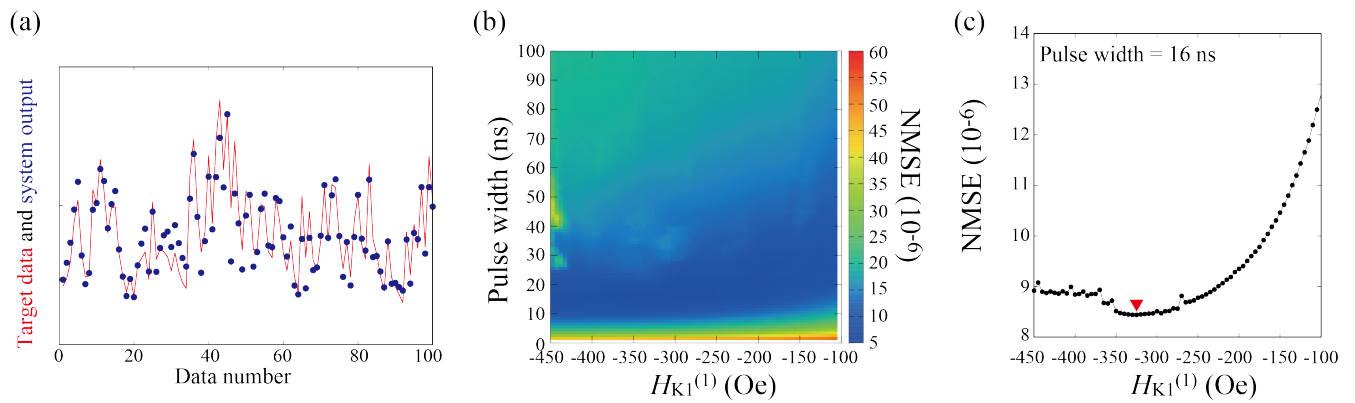 (a)
Target data and system output
0 20 40 60 80 100
Data number
(b)
Pulse width (ns)
100
90
80
70
60
50
40
30
20
10
0
-450 -400 -350 -300 -250 -200 -150 -100
H_K1^(1) (Oe)
60
55
50
45
40
35
30
25
20
15
10
5
NMSE (10^-6)
(c)
Pulse width = 16 ns
NMSE (10^-6)
14
13
12
11
10
9
8
-450 -400 -350 -300 -250 -200 -150 -100
H_K1^(1) (Oe)